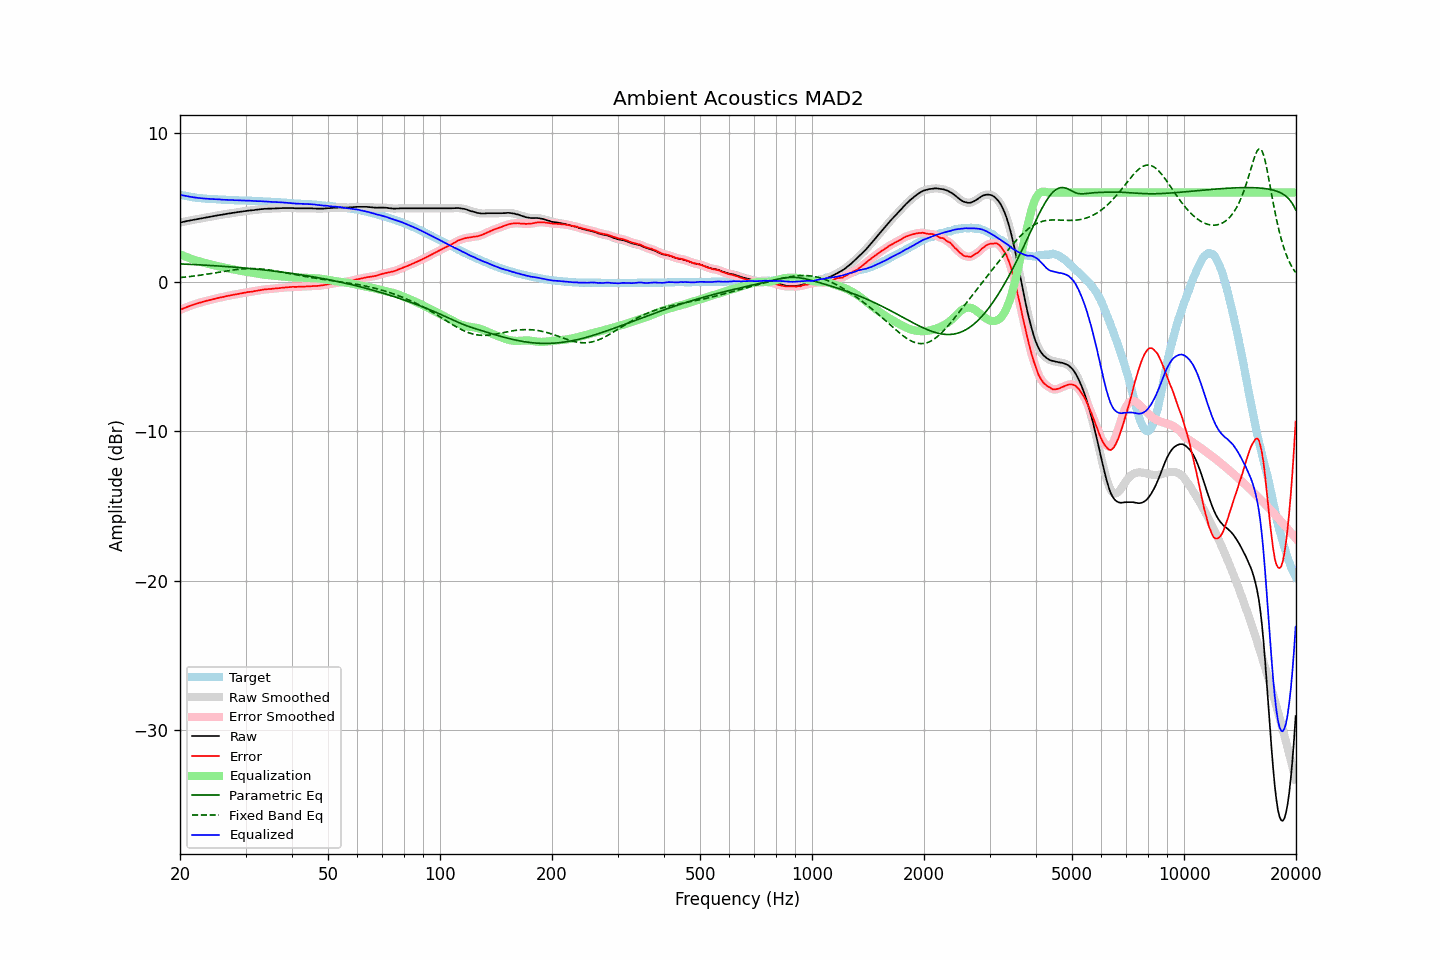 Ambient Acoustics MAD2
10
0
−10
−20
−30
Amplitude (dBr)
Target
Raw Smoothed
Error Smoothed
Raw
Error
Equalization
Parametric Eq
Fixed Band Eq
Equalized
20 50 100 200 500 1000 2000 5000 10000 20000
Frequency (Hz)